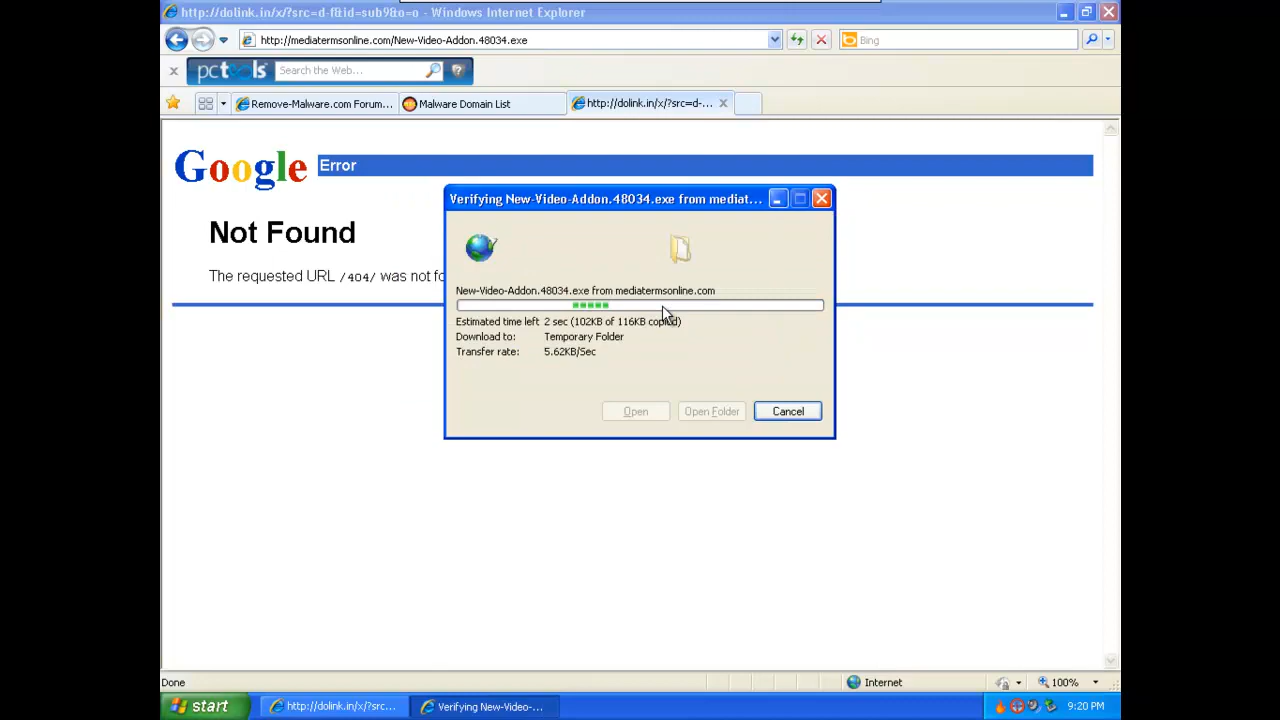 http://dolink.in/x/?src=d-f&id=sub9&o=o - Windows Internet Explorer
http://mediatermsonline.com/New-Video-Addon.48034.exe
Bing
pctools Search the Web...
Remove-Malware.com Forum... Malware Domain List http://dolink.in/x/?src=d-...
Google Error
Verifying New-Video-Addon.48034.exe from mediat...
Not Found
The requested URL /404/ was not fo
New-Video-Addon.48034.exe from mediatermsonline.com
Estimated time left 2 sec (102KB of 116KB copied)
Download to: Temporary Folder
Transfer rate: 5.62KB/Sec
Open Open Folder Cancel
Done Internet 100%
start http://dolink.in/x/?src... Verifying New-Video-... 9:20 PM